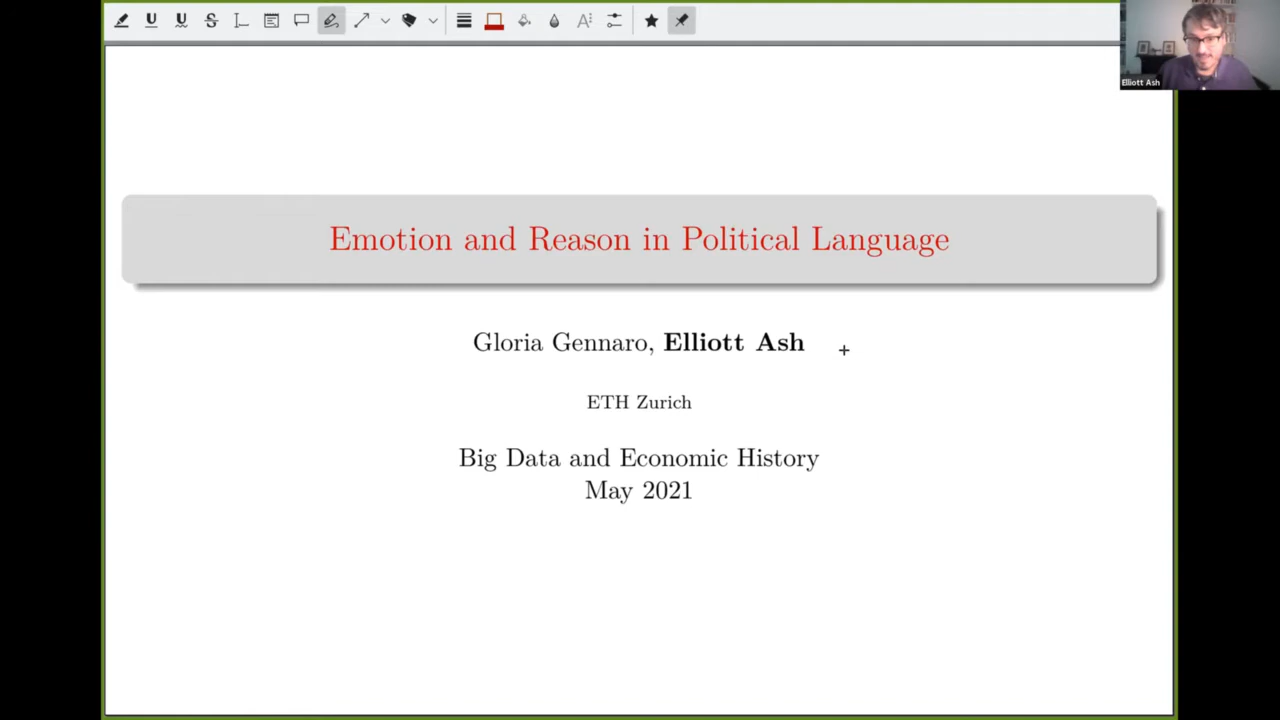 Elliott Ash
Emotion and Reason in Political Language
Gloria Gennaro, Elliott Ash
ETH Zurich
Big Data and Economic History
May 2021